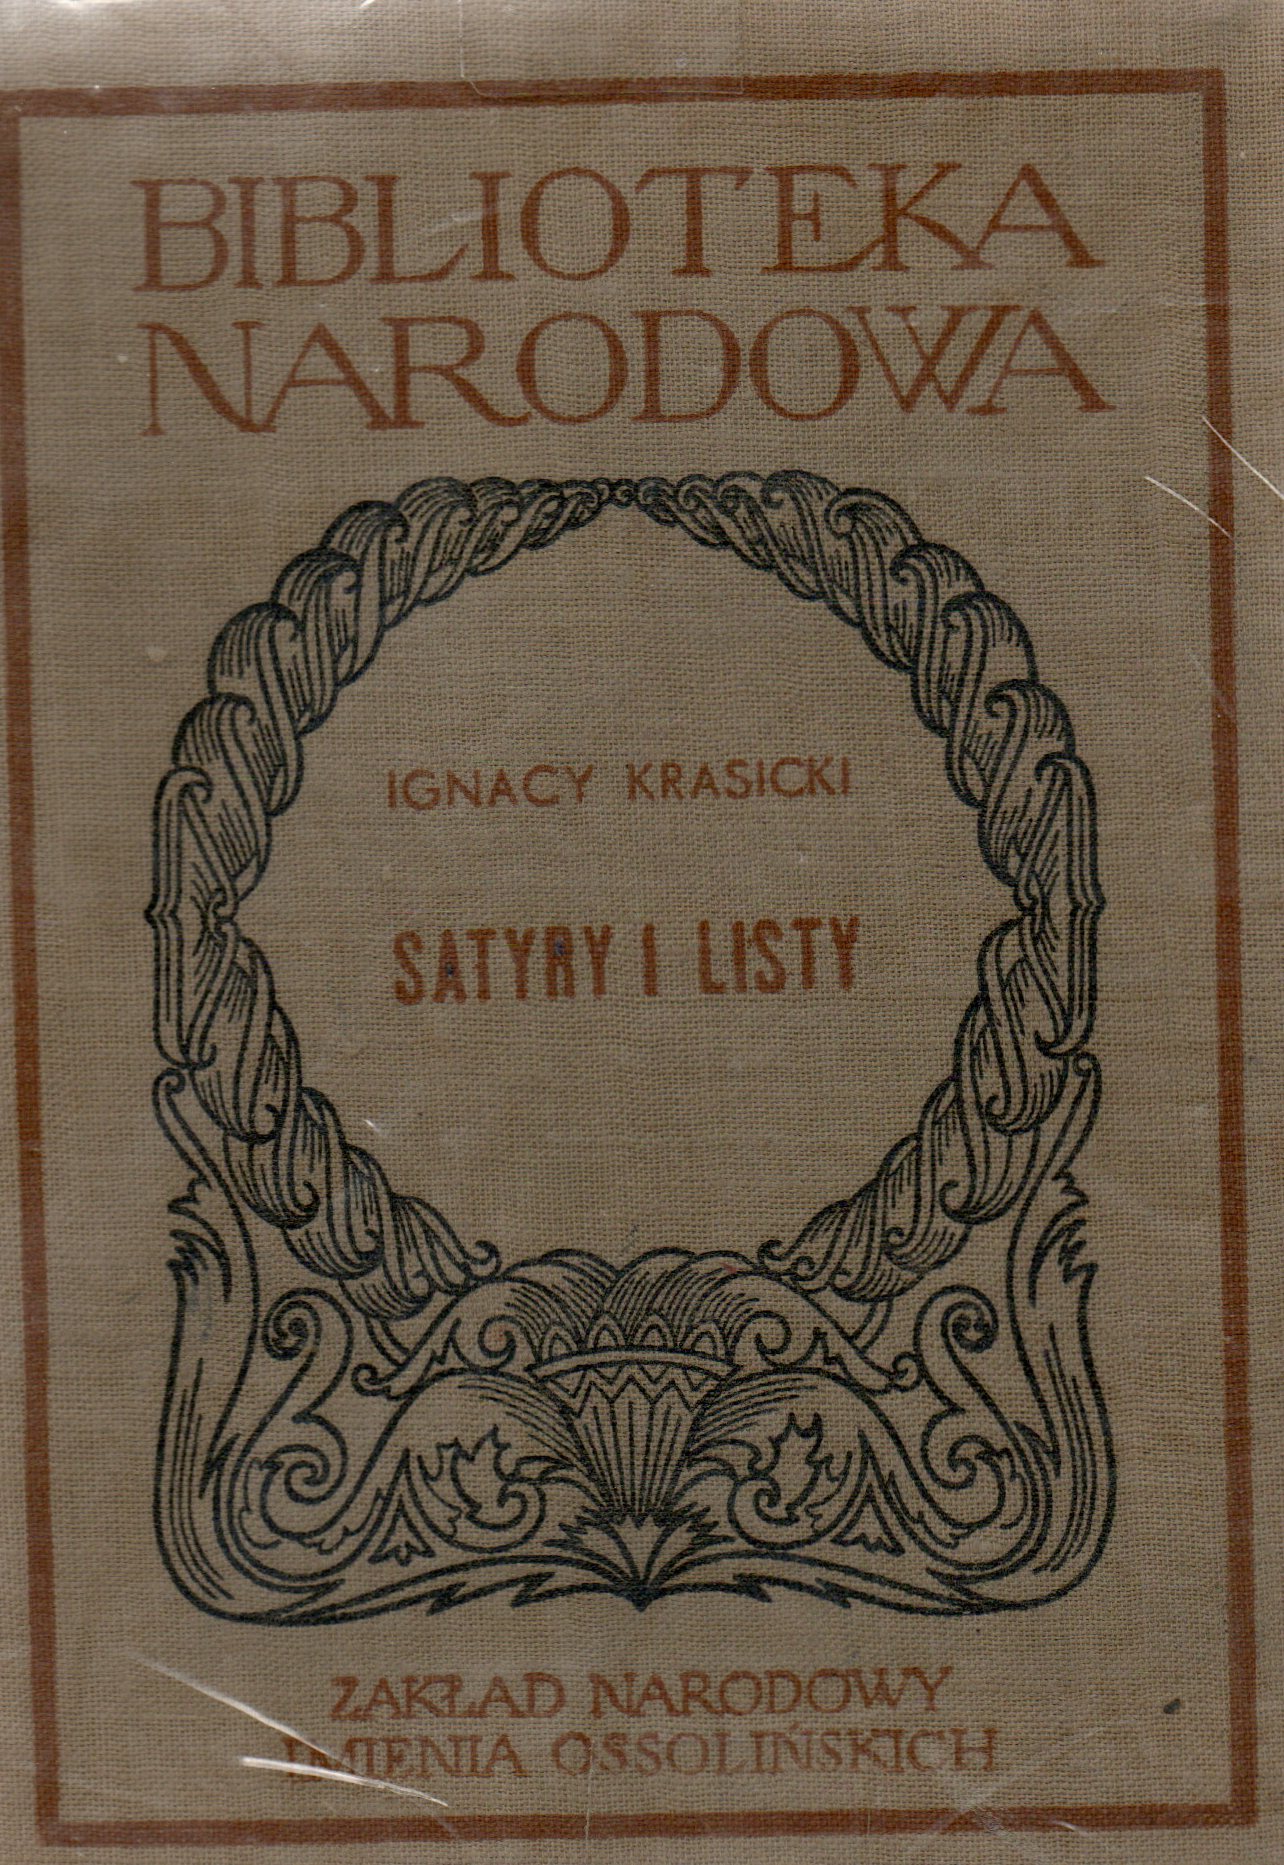 BIBLIOTEKA
NARODOWA
IGNACY KRASICKI
SATYRY I LISTY
ZAKŁAD NARODOWY
IMIENIA OSSOLIŃSKICH